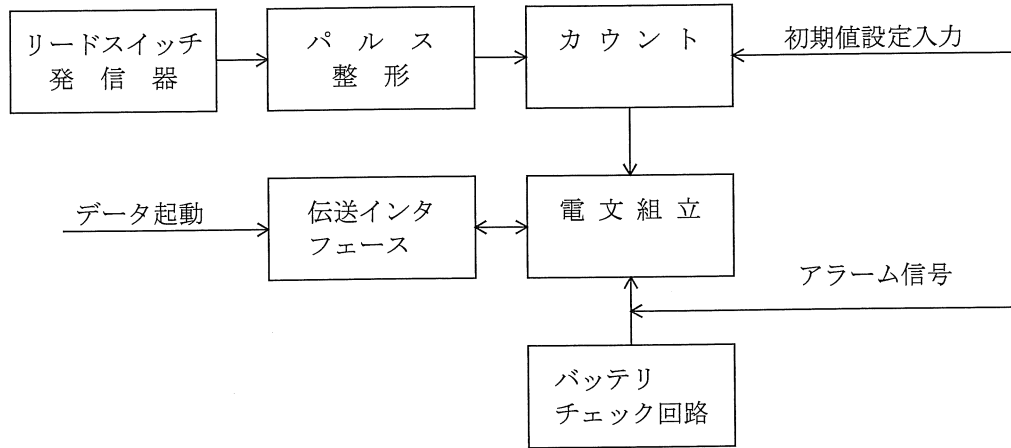 リードスイッチ
発信器
パルス
整形
カウント
初期値設定入力
データ起動
伝送インタ
フェース
電文組立
アラーム信号
バッテリ
チェック回路